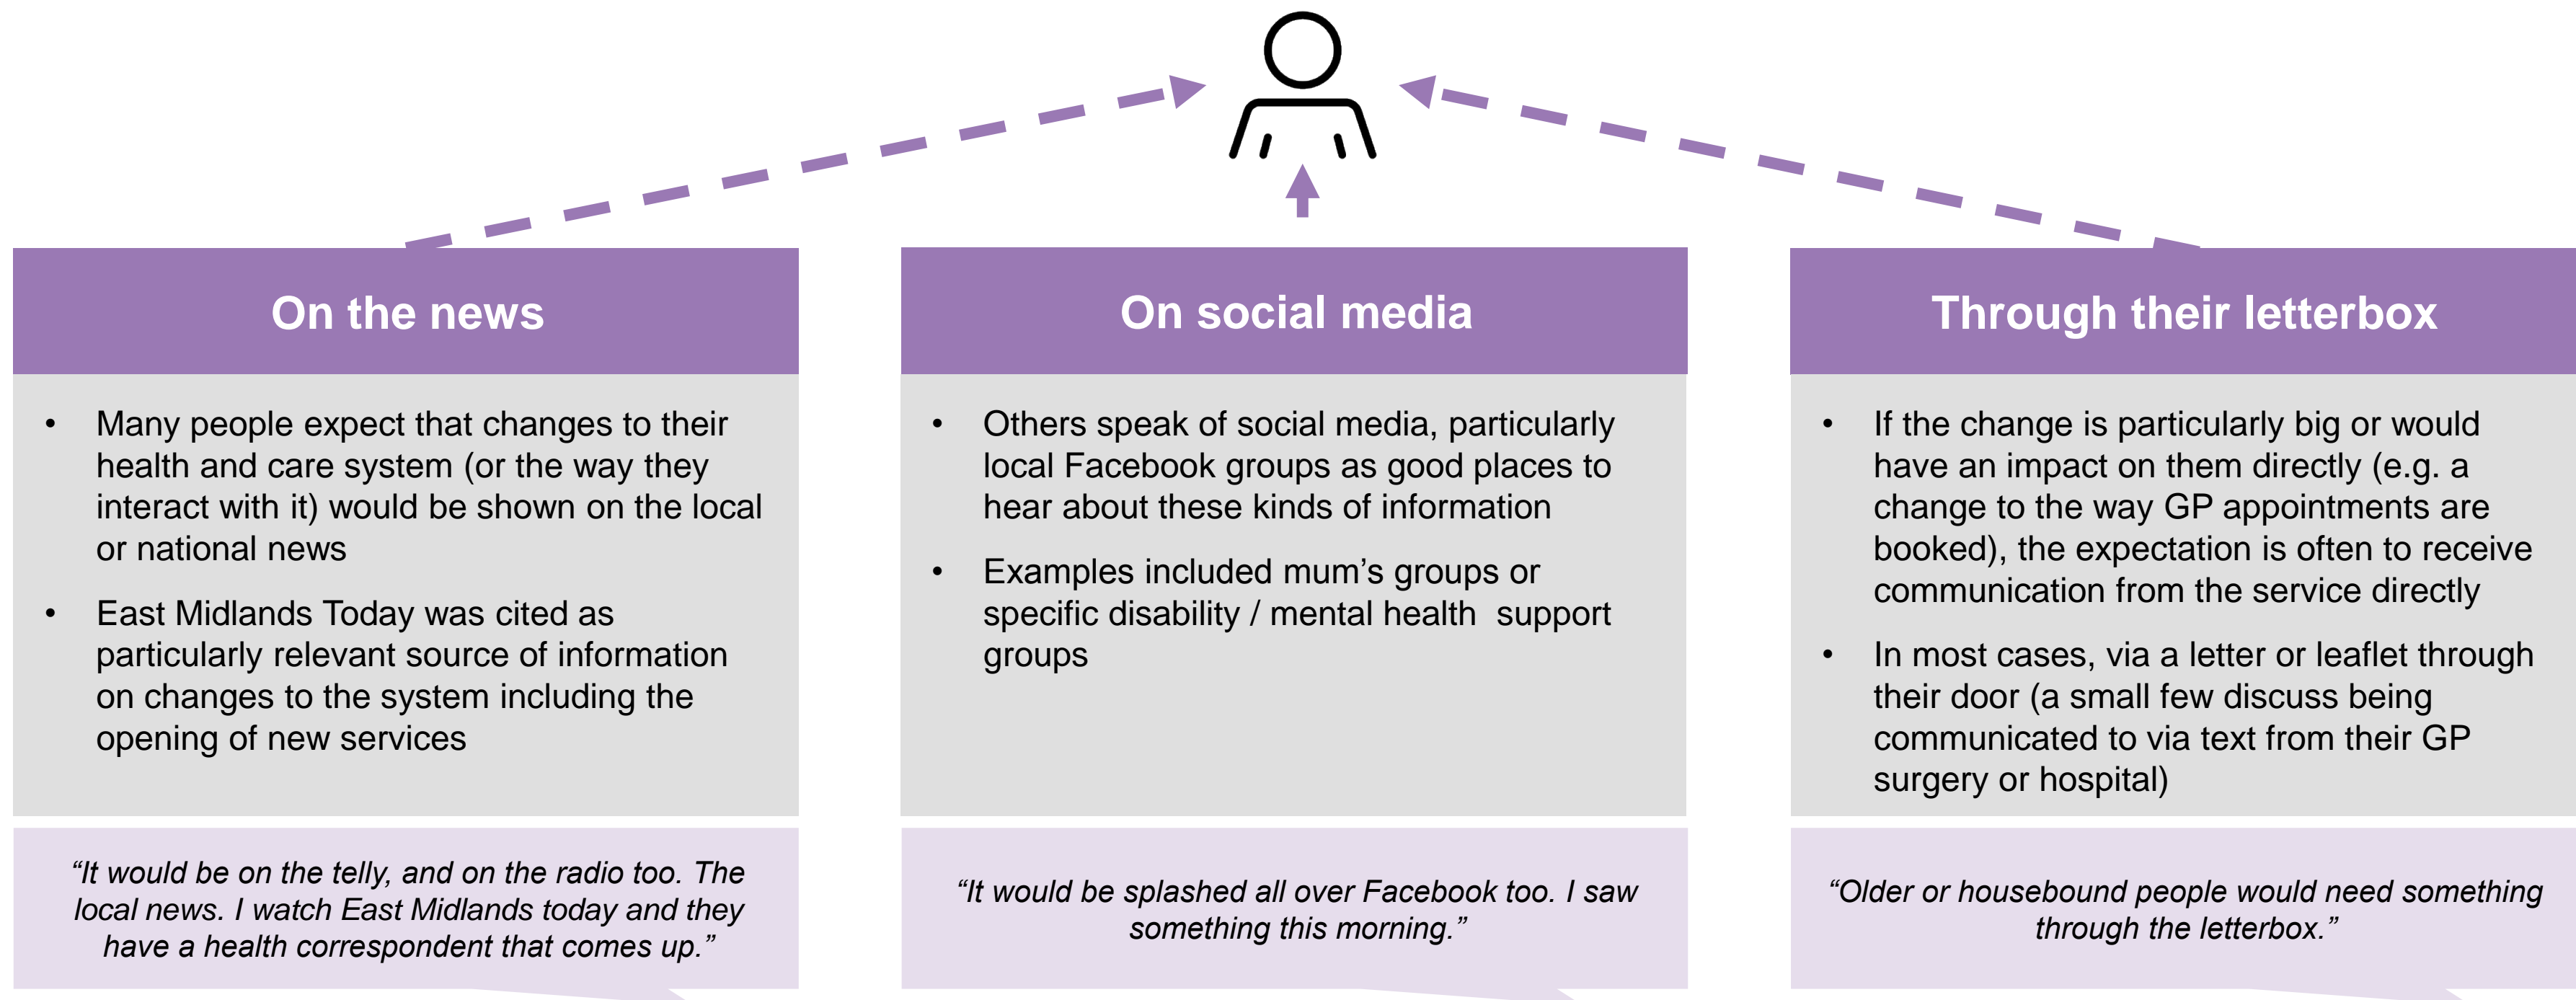 On the news
• Many people expect that changes to their
health and care system (or the way they
interact with it) would be shown on the local
or national news
• East Midlands Today was cited as
particularly relevant source of information
on changes to the system including the
opening of new services
“It would be on the telly, and on the radio too. The
local news. I watch East Midlands today and they
have a health correspondent that comes up.”
On social media
• Others speak of social media, particularly
local Facebook groups as good places to
hear about these kinds of information
• Examples included mum’s groups or
specific disability / mental health  support
groups
“It would be splashed all over Facebook too. I saw
something this morning.”
Through their letterbox
• If the change is particularly big or would
have an impact on them directly (e.g. a
change to the way GP appointments are
booked), the expectation is often to receive
communication from the service directly
• In most cases, via a letter or leaflet through
their door (a small few discuss being
communicated to via text from their GP
surgery or hospital)
“Older or housebound people would need something
through the letterbox.”